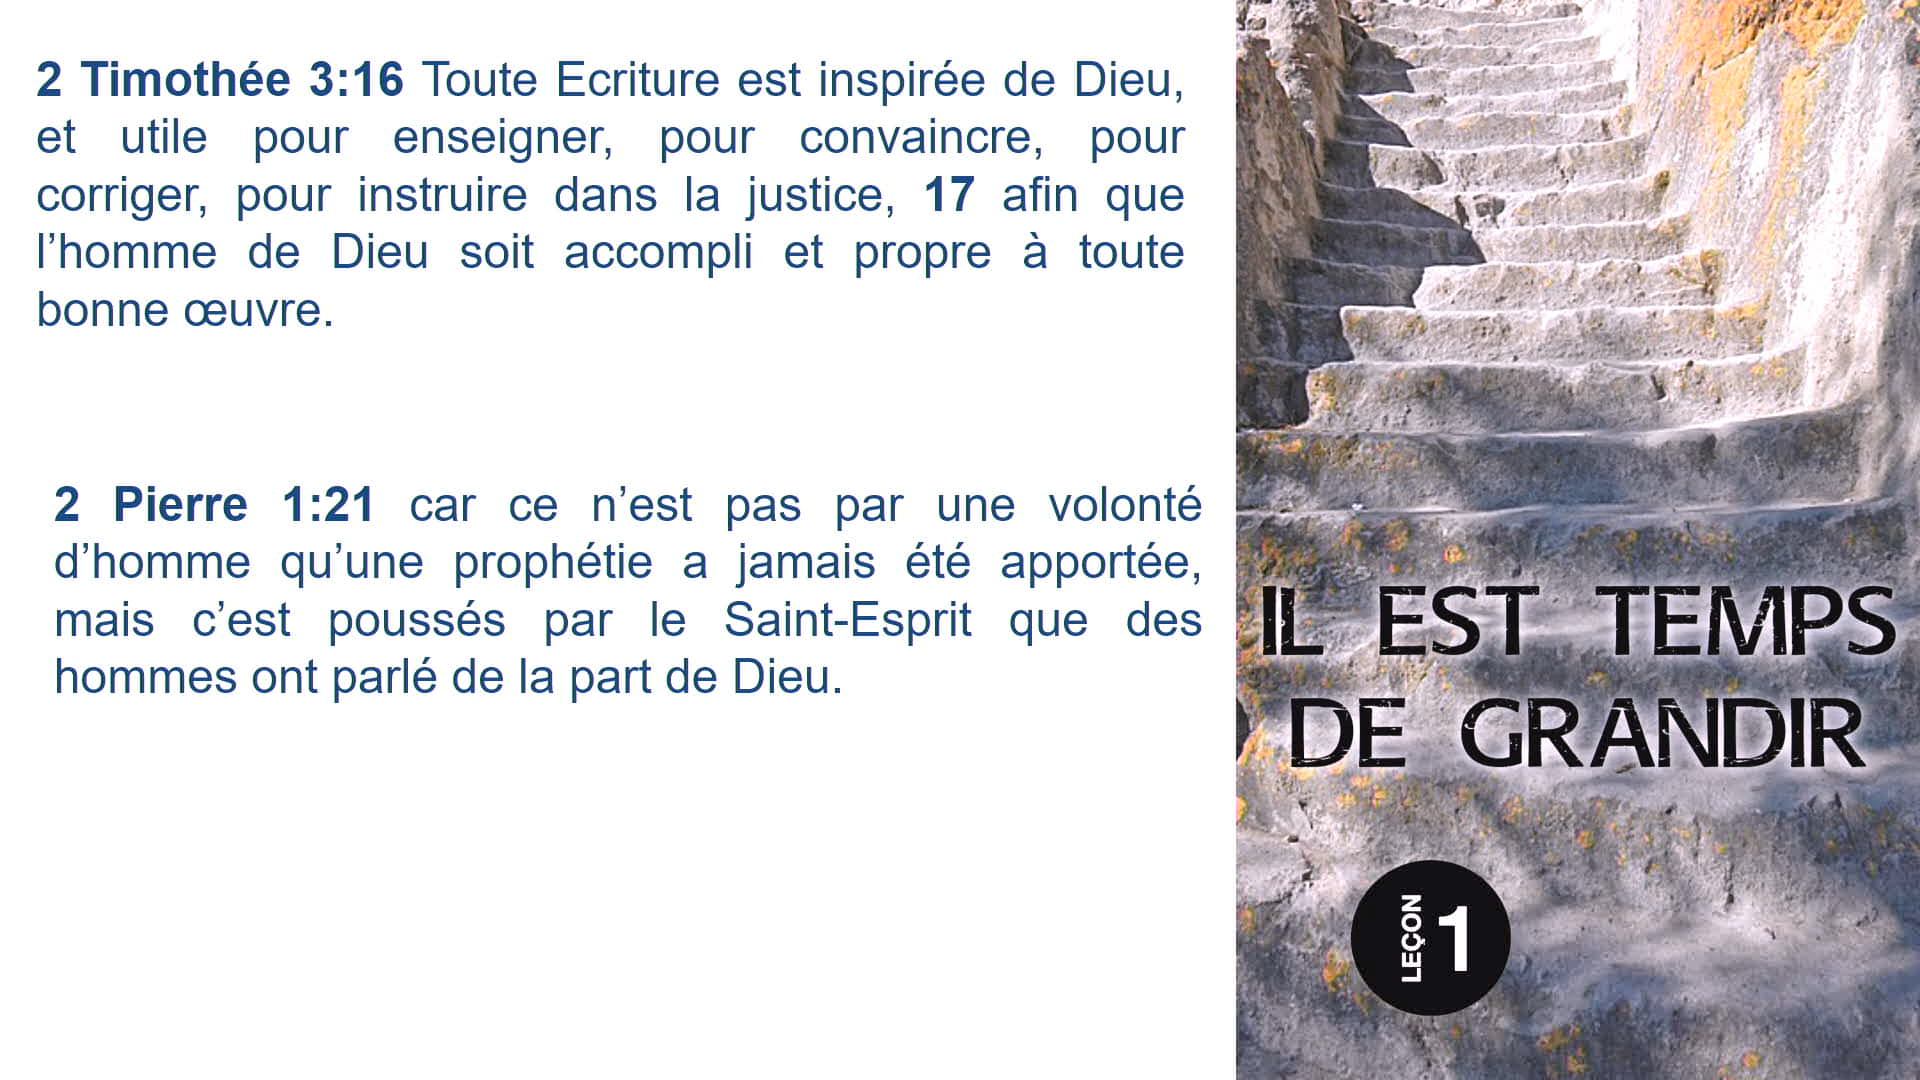 2 Timothée 3:16 Toute Ecriture est inspirée de Dieu,
et utile pour enseigner, pour convaincre, pour
corriger, pour instruire dans la justice, 17 afin que
l’homme de Dieu soit accompli et propre à toute
bonne œuvre.
2 Pierre 1:21 car ce n’est pas par une volonté
d’homme qu’une prophétie a jamais été apportée,
mais c’est poussés par le Saint-Esprit que des
hommes ont parlé de la part de Dieu.
IL EST TEMPS
DE GRANDIR
LEÇON 1